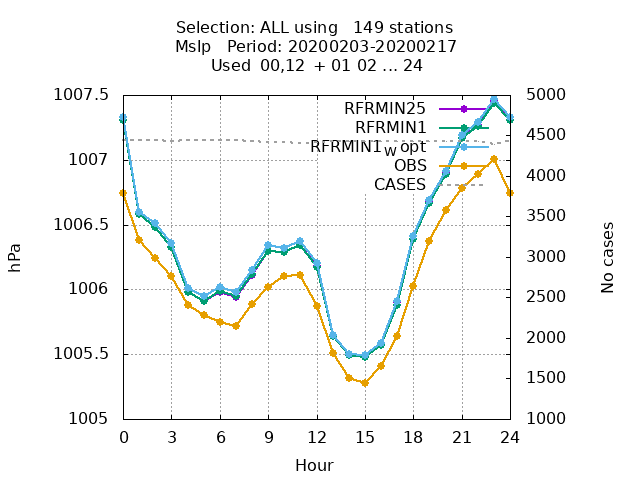 Selection: ALL using   149 stations
Mslp   Period: 20200203-20200217
Used  00,12  + 01 02 ... 24
RFRMIN25
RFRMIN1
RFRMIN1w opt
OBS
CASES
1007.5
1007
1006.5
1006
1005.5
1005
5000
4500
4000
3500
3000
2500
2000
1500
1000
hPa
No cases
0 3 6 9 12 15 18 21 24
Hour